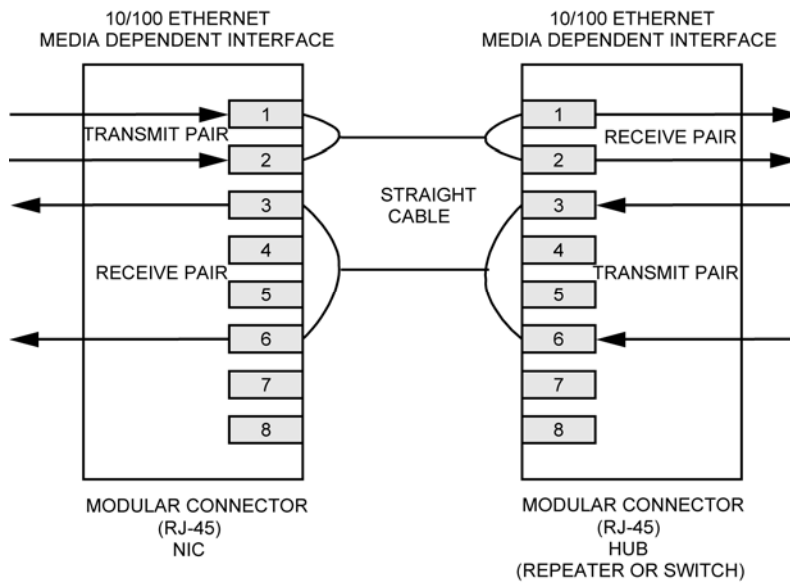 10/100 ETHERNET
MEDIA DEPENDENT INTERFACE
10/100 ETHERNET
MEDIA DEPENDENT INTERFACE
1
TRANSMIT PAIR
2
3
4
RECEIVE PAIR
5
6
7
8
STRAIGHT
CABLE
1
RECEIVE PAIR
2
3
4
TRANSMIT PAIR
5
6
7
8
MODULAR CONNECTOR
(RJ-45)
NIC
MODULAR CONNECTOR
(RJ-45)
HUB
(REPEATER OR SWITCH)